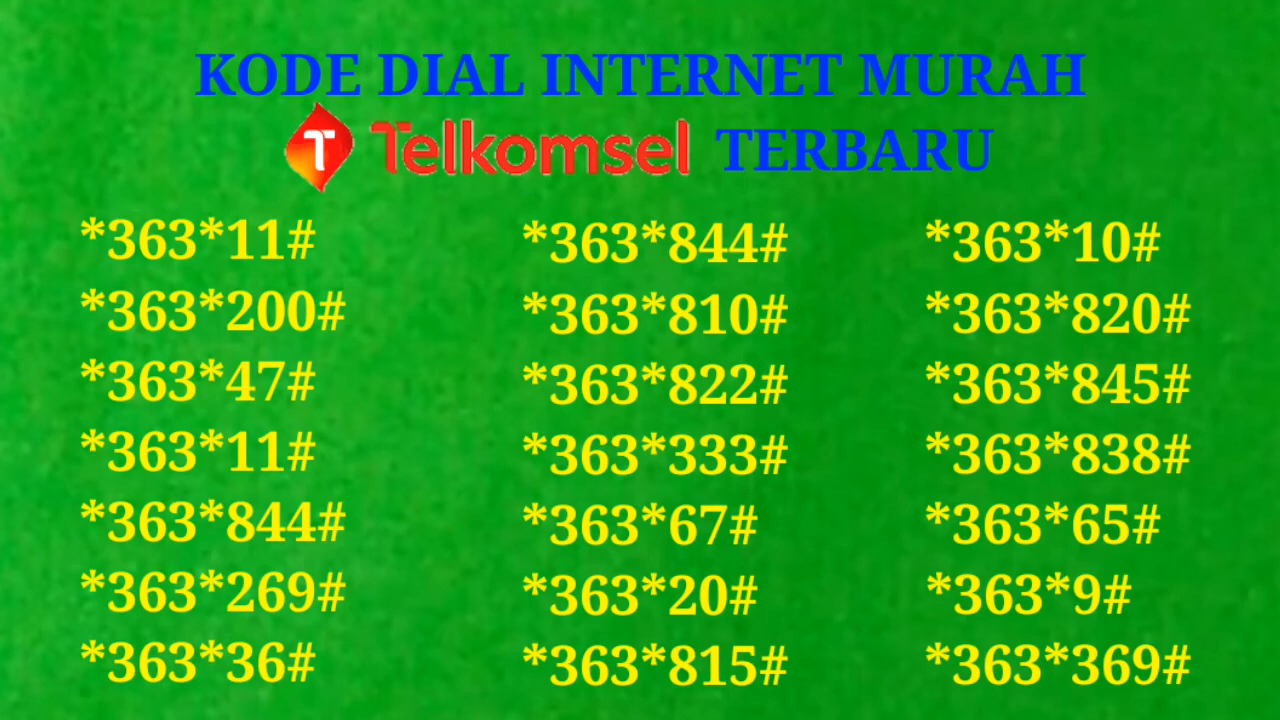 KODE DIAL INTERNET MURAH
Telkomsel TERBARU
*363*11# *363*844# *363*10#
*363*200# *363*810# *363*820#
*363*47# *363*822# *363*845#
*363*11# *363*333# *363*838#
*363*844# *363*67# *363*65#
*363*269# *363*20# *363*9#
*363*36# *363*815# *363*369#